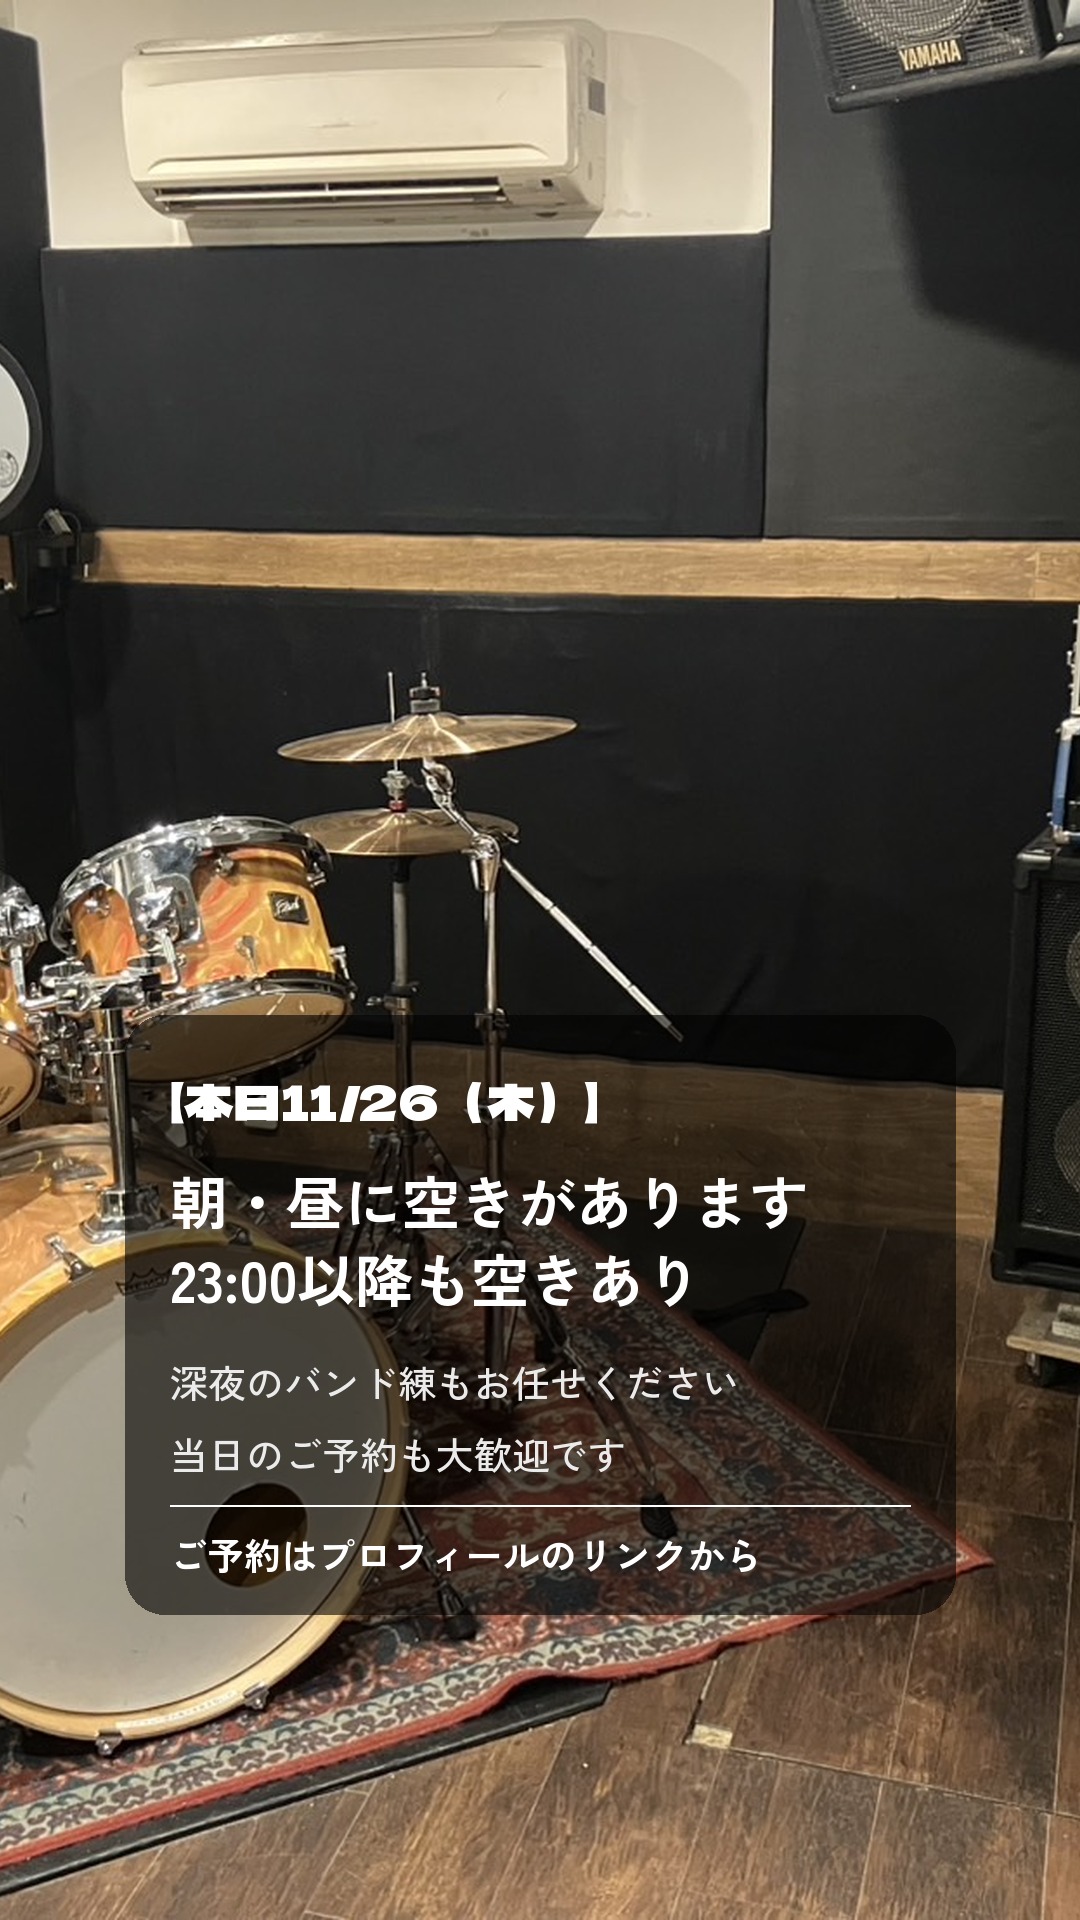 YAMAHA
【本日11/26（木）】
朝・昼に空きがあります
23:00以降も空きあり
深夜のバンド練もお任せください
当日のご予約も大歓迎です
REMO
ご予約はプロフィールのリンクから